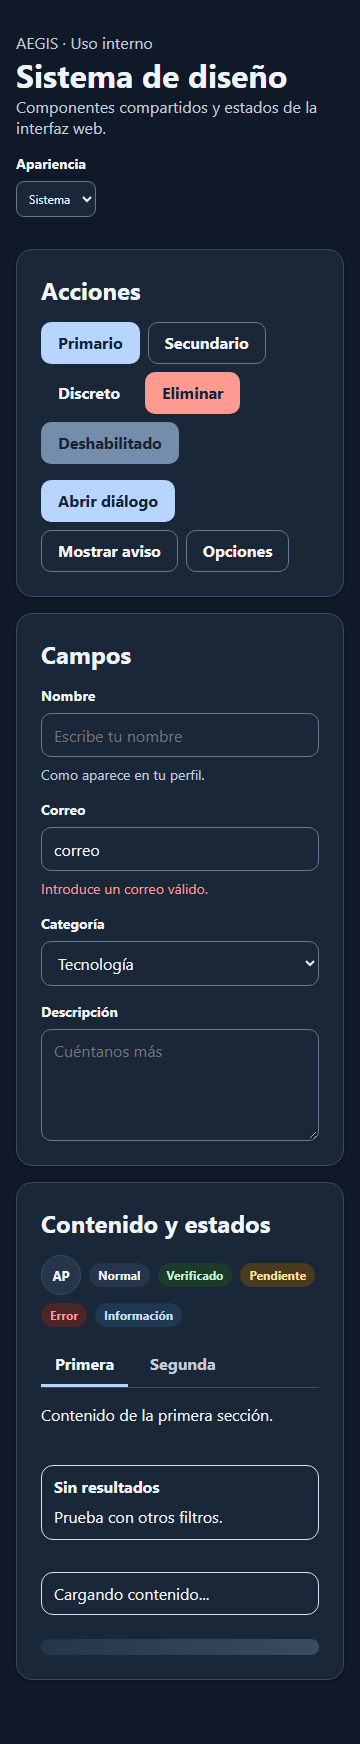 AEGIS · Uso interno
Sistema de diseño
Componentes compartidos y estados de la
interfaz web.
Apariencia
Sistema
Acciones
Primario
Secundario
Discreto
Eliminar
Deshabilitado
Abrir diálogo
Mostrar aviso
Opciones
Campos
Nombre
Escribe tu nombre
Como aparece en tu perfil.
Correo
correo
Introduce un correo válido.
Categoría
Tecnología
Descripción
Cuéntanos más
Contenido y estados
AP
Normal
Verificado
Pendiente
Error
Información
Primera
Segunda
Contenido de la primera sección.
Sin resultados
Prueba con otros filtros.
Cargando contenido...